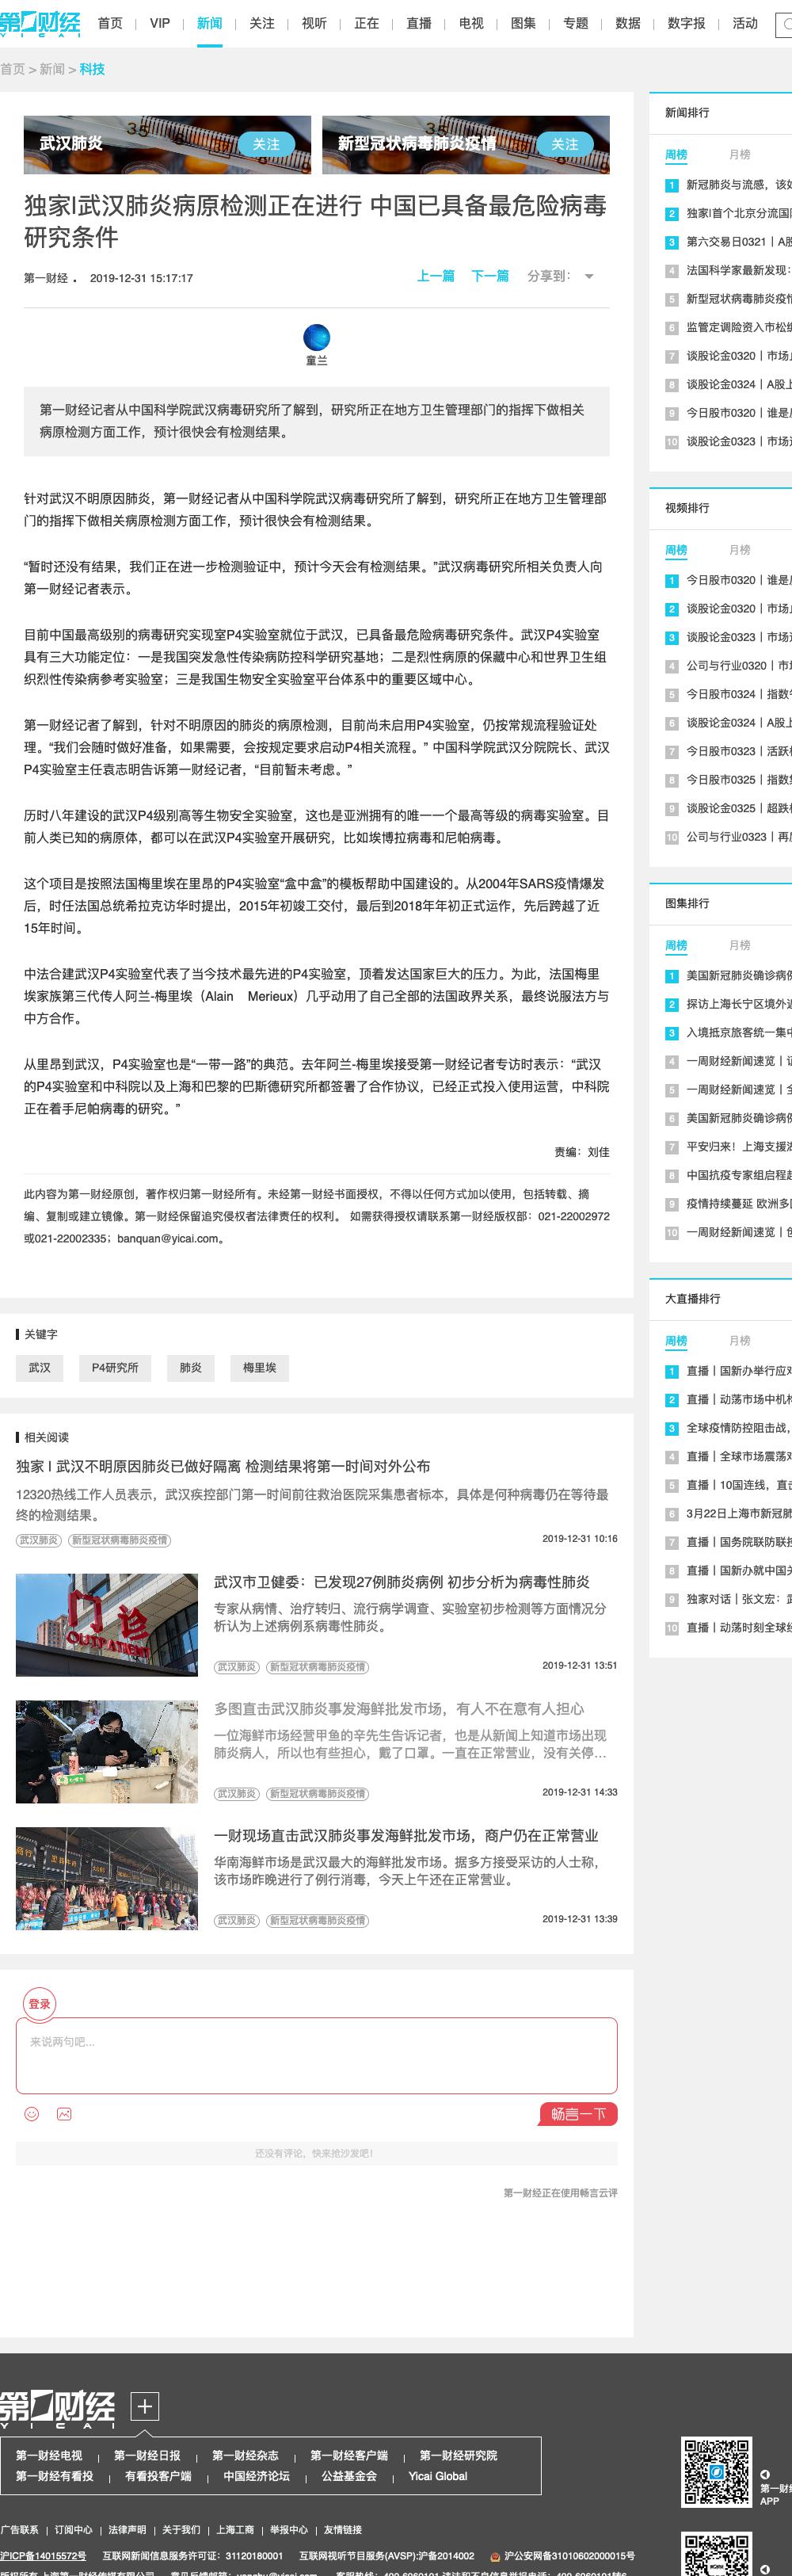 第一财经
YICAI
首页 | VIP | 新闻 | 关注 | 视听 | 正在 | 直播 | 电视 | 图集 | 专题 | 数据 | 数字报 | 活动
首页 > 新闻 > 科技
武汉肺炎 关注
新型冠状病毒肺炎疫情 关注
独家|武汉肺炎病原检测正在进行 中国已具备最危险病毒
研究条件
第一财经 • 2019-12-31 15:17:17 上一篇 下一篇 分享到：
童兰
第一财经记者从中国科学院武汉病毒研究所了解到，研究所正在地方卫生管理部门的指挥下做相关
病原检测方面工作，预计很快会有检测结果。
针对武汉不明原因肺炎，第一财经记者从中国科学院武汉病毒研究所了解到，研究所正在地方卫生管理部
门的指挥下做相关病原检测方面工作，预计很快会有检测结果。
“暂时还没有结果，我们正在进一步检测验证中，预计今天会有检测结果。”武汉病毒研究所相关负责人向
第一财经记者表示。
目前中国最高级别的病毒研究实现室P4实验室就位于武汉，已具备最危险病毒研究条件。武汉P4实验室
具有三大功能定位：一是我国突发急性传染病防控科学研究基地；二是烈性病原的保藏中心和世界卫生组
织烈性传染病参考实验室；三是我国生物安全实验室平台体系中的重要区域中心。
第一财经记者了解到，针对不明原因的肺炎的病原检测，目前尚未启用P4实验室，仍按常规流程验证处
理。“我们会随时做好准备，如果需要，会按规定要求启动P4相关流程。” 中国科学院武汉分院院长、武汉
P4实验室主任袁志明告诉第一财经记者，“目前暂未考虑。”
历时八年建设的武汉P4级别高等生物安全实验室，这也是亚洲拥有的唯一一个最高等级的病毒实验室。目
前人类已知的病原体，都可以在武汉P4实验室开展研究，比如埃博拉病毒和尼帕病毒。
这个项目是按照法国梅里埃在里昂的P4实验室“盒中盒”的模板帮助中国建设的。从2004年SARS疫情爆发
后，时任法国总统希拉克访华时提出，2015年初竣工交付，最后到2018年年初正式运作，先后跨越了近
15年时间。
中法合建武汉P4实验室代表了当今技术最先进的P4实验室，顶着发达国家巨大的压力。为此，法国梅里
埃家族第三代传人阿兰-梅里埃（Alain Merieux）几乎动用了自己全部的法国政界关系，最终说服法方与
中方合作。
从里昂到武汉，P4实验室也是“一带一路”的典范。去年阿兰-梅里埃接受第一财经记者专访时表示：“武汉
的P4实验室和中科院以及上海和巴黎的巴斯德研究所都签署了合作协议，已经正式投入使用运营，中科院
正在着手尼帕病毒的研究。”
责编：刘佳
此内容为第一财经原创，著作权归第一财经所有。未经第一财经书面授权，不得以任何方式加以使用，包括转载、摘
编、复制或建立镜像。第一财经保留追究侵权者法律责任的权利。 如需获得授权请联系第一财经版权部：021-22002972
或021-22002335；banquan@yicai.com。
关键字
武汉 P4研究所 肺炎 梅里埃
相关阅读
独家 I 武汉不明原因肺炎已做好隔离 检测结果将第一时间对外公布
12320热线工作人员表示，武汉疾控部门第一时间前往救治医院采集患者标本，具体是何种病毒仍在等待最
终的检测结果。
武汉肺炎 新型冠状病毒肺炎疫情 2019-12-31 10:16
门诊
OUTPATIENT
武汉市卫健委：已发现27例肺炎病例 初步分析为病毒性肺炎
专家从病情、治疗转归、流行病学调查、实验室初步检测等方面情况分
析认为上述病例系病毒性肺炎。
武汉肺炎 新型冠状病毒肺炎疫情 2019-12-31 13:51
多图直击武汉肺炎事发海鲜批发市场，有人不在意有人担心
一位海鲜市场经营甲鱼的辛先生告诉记者，也是从新闻上知道市场出现
肺炎病人，所以也有些担心，戴了口罩。一直在正常营业，没有关停…
武汉肺炎 新型冠状病毒肺炎疫情 2019-12-31 14:33
一财现场直击武汉肺炎事发海鲜批发市场，商户仍在正常营业
华南海鲜市场是武汉最大的海鲜批发市场。据多方接受采访的人士称，
该市场昨晚进行了例行消毒，今天上午还在正常营业。
武汉肺炎 新型冠状病毒肺炎疫情 2019-12-31 13:39
登录
来说两句吧...
畅言一下
还没有评论，快来抢沙发吧！
第一财经正在使用畅言云评
新闻排行
周榜 月榜
1 新冠肺炎与流感，该如
2 独家|首个北京分流国
3 第六交易日0321丨A股
4 法国科学家最新发现：
5 新型冠状病毒肺炎疫情
6 监管定调险资入市松绑
7 谈股论金0320丨市场
8 谈股论金0324丨A股上
9 今日股市0320丨谁是
10 谈股论金0323丨市场
视频排行
周榜 月榜
1 今日股市0320丨谁是
2 谈股论金0320丨市场
3 谈股论金0323丨市场
4 公司与行业0320丨市场
5 今日股市0324丨指数
6 谈股论金0324丨A股上
7 今日股市0323丨活跃
8 今日股市0325丨指数
9 谈股论金0325丨超跌
10 公司与行业0323丨再
图集排行
周榜 月榜
1 美国新冠肺炎确诊病例
2 探访上海长宁区境外返
3 入境抵京旅客统一集中
4 一周财经新闻速览丨
5 一周财经新闻速览丨全
6 美国新冠肺炎确诊病例
7 平安归来！上海支援湖
8 中国抗疫专家组启程赴
9 疫情持续蔓延 欧洲多国
10 一周财经新闻速览丨
大直播排行
周榜 月榜
1 直播丨国新办举行应对
2 直播丨动荡市场中机构
3 全球疫情防控阻击战，
4 直播丨全球市场震荡
5 直播丨10国连线，直击
6 3月22日上海市新冠肺
7 直播丨国务院联防联控
8 直播丨国新办就中国关
9 独家对话丨张文宏：武
10 直播丨动荡时刻全球经
第一财经
YICAI
第一财经电视 | 第一财经日报 | 第一财经杂志 | 第一财经客户端 | 第一财经研究院
第一财经有看投 | 有看投客户端 | 中国经济论坛 | 公益基金会 | Yicai Global
第一财经
APP
广告联系 | 订阅中心 | 法律声明 | 关于我们 | 上海工商 | 举报中心 | 友情链接
沪ICP备14015572号 互联网新闻信息服务许可证：31120180001 互联网视听节目服务(AVSP):沪备2014002 沪公安网备31010602000015号